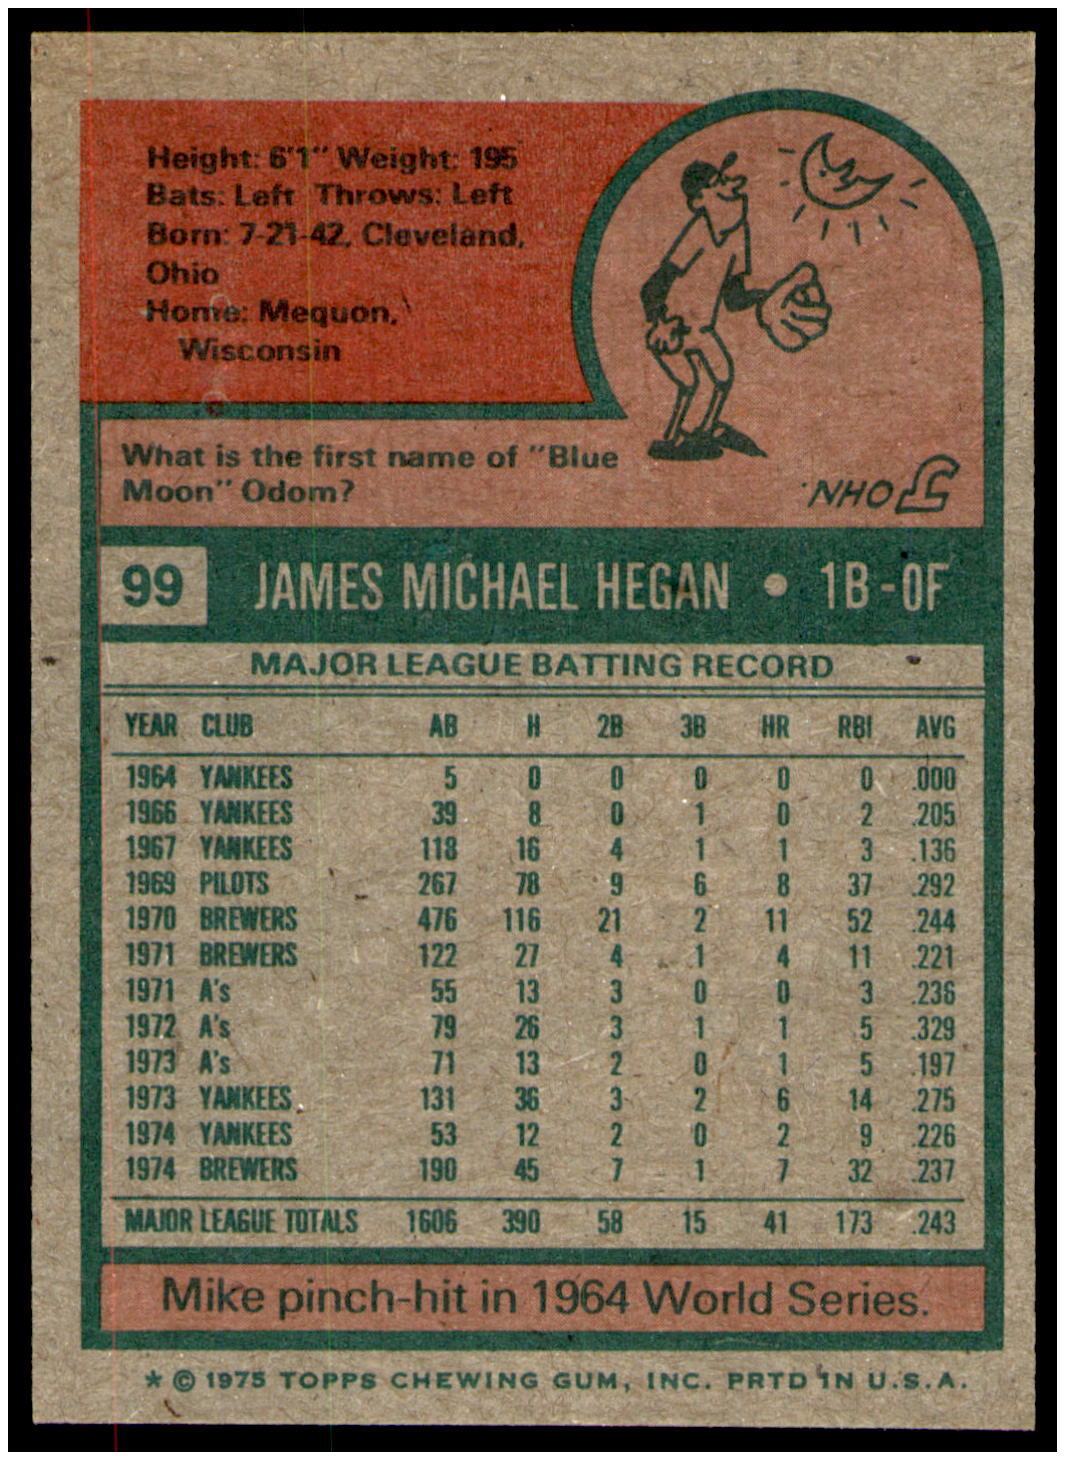 Height: 6'1" Weight: 195
Bats: Left Throws: Left
Born: 7-21-42, Cleveland,
Ohio
Home: Mequon,
Wisconsin
What is the first name of "Blue
Moon" Odom?
JOHN.
99 JAMES MICHAEL HEGAN • 1B-OF
MAJOR LEAGUE BATTING RECORD
YEAR CLUB AB H 2B 3B HR RBI AVG
1964 YANKEES 5 0 0 0 0 0 .000
1966 YANKEES 39 8 0 1 0 2 .205
1967 YANKEES 118 16 4 1 1 3 .136
1969 PILOTS 267 78 9 6 8 37 .292
1970 BREWERS 476 116 21 2 11 52 .244
1971 BREWERS 122 27 4 1 4 11 .221
1971 A's 55 13 3 0 0 3 .236
1972 A's 79 26 3 1 1 5 .329
1973 A's 71 13 2 0 1 5 .197
1973 YANKEES 131 36 3 2 6 14 .275
1974 YANKEES 53 12 2 0 2 9 .226
1974 BREWERS 190 45 7 1 7 32 .237
MAJOR LEAGUE TOTALS 1606 390 58 15 41 173 .243
Mike pinch-hit in 1964 World Series.
* © 1975 TOPPS CHEWING GUM, INC. PRTD IN U.S.A.